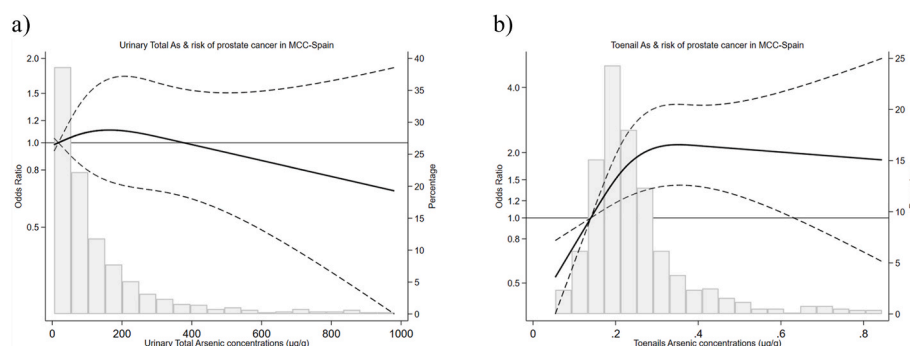 a)
Urinary Total As & risk of prostate cancer in MCC-Spain
2.0
1.5
1.2
1.0
0.8
0.5
Odds Ratio
40
35
30
25
20
15
10
5
0
Percentage
0 200 400 600 800 1000
Urinary Total Arsenic concentrations (µg/g)
b)
Toenail As & risk of prostate cancer in MCC-Spain
4.0
2.0
1.5
1.2
1.0
0.8
0.5
Odds Ratio
25
20
15
10
5
0
0 .2 .4 .6 .8
Toenails Arsenic concentrations (µg/g)